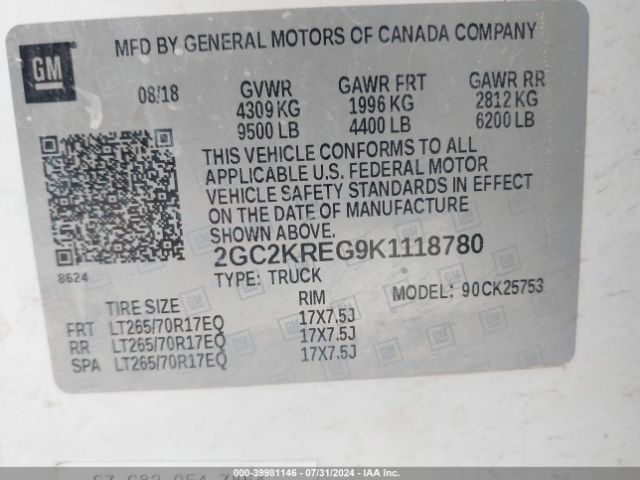 MFD BY GENERAL MOTORS OF CANADA COMPANY
GM
08/18 GVWR GAWR FRT GAWR RR
4309 KG 1996 KG 2812 KG
9500 LB 4400 LB 6200 LB
THIS VEHICLE CONFORMS TO ALL
APPLICABLE U.S. FEDERAL MOTOR
VEHICLE SAFETY STANDARDS IN EFFECT
ON THE DATE OF MANUFACTURE
SHOWN ABOVE.
2GC2KREG9K1118780
8624
TYPE: TRUCK MODEL: 90CK25753
TIRE SIZE RIM
FRT LT265/70R17EQ 17X7.5J
RR LT265/70R17EQ 17X7.5J
SPA LT265/70R17EQ 17X7.5J
000-39981146 - 07/31/2024 - IAA, Inc.